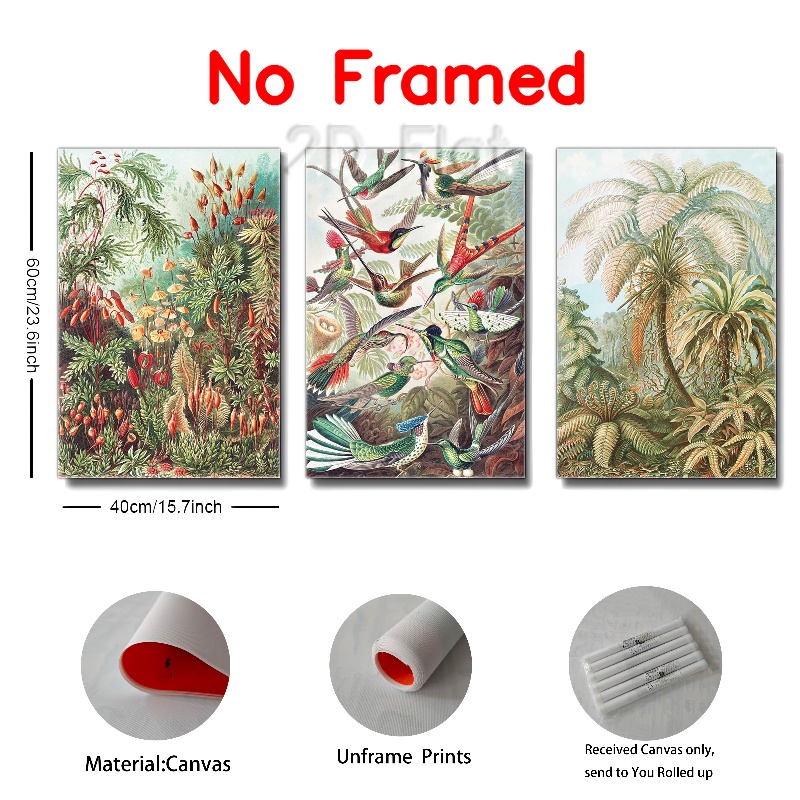 No Framed
2D Flat
60cm/23.6inch
40cm/15.7inch
Material:Canvas
Unframe Prints
Received Canvas only,
send to You Rolled up